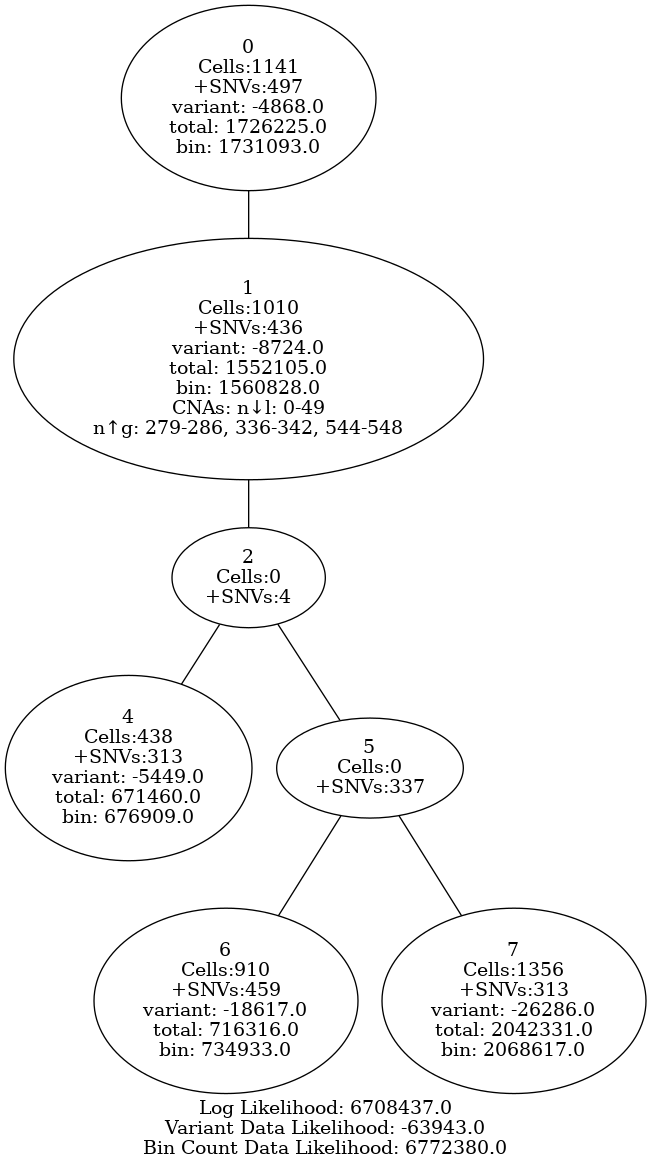 0
Cells:1141
+SNVs:497
variant: -4868.0
total: 1726225.0
bin: 1731093.0
1
Cells:1010
+SNVs:436
variant: -8724.0
total: 1552105.0
bin: 1560828.0
CNAs: n↓l: 0-49
n↑g: 279-286, 336-342, 544-548
2
Cells:0
+SNVs:4
4
Cells:438
+SNVs:313
variant: -5449.0
total: 671460.0
bin: 676909.0
5
Cells:0
+SNVs:337
6
Cells:910
+SNVs:459
variant: -18617.0
total: 716316.0
bin: 734933.0
7
Cells:1356
+SNVs:313
variant: -26286.0
total: 2042331.0
bin: 2068617.0
Log Likelihood: 6708437.0
Variant Data Likelihood: -63943.0
Bin Count Data Likelihood: 6772380.0